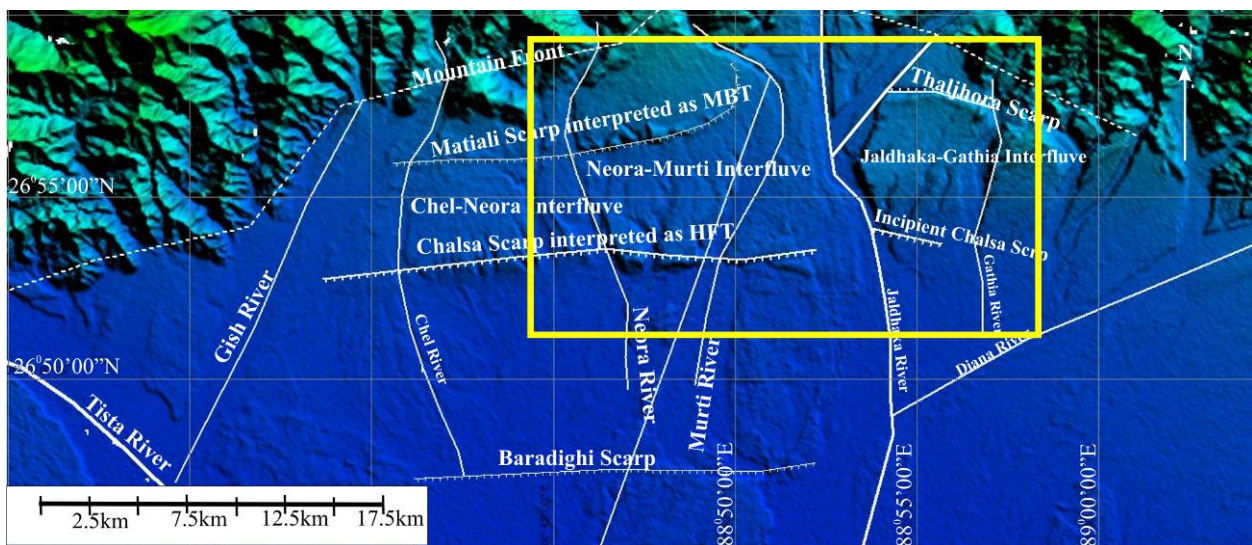 Mountain Front
N
Thaljhora Scarp
Matiali Scarp interpreted as MBT
Jaldhaka-Gathia Interfluve
Neora-Murti Interfluve
26°55'00"N
Chel-Neora Interfluve
Incipient Chalsa Scrp
Chalsa Scarp interpreted as HFT
Gathia River
Gish River
Jaldhaka River
Neora River
Chel River
Diana River
26°50'00"N
Murti River
Tista River
Baradighi Scarp
88°50'00"E
88°55'00"E
89°00'00"E
2.5km 7.5km 12.5km 17.5km